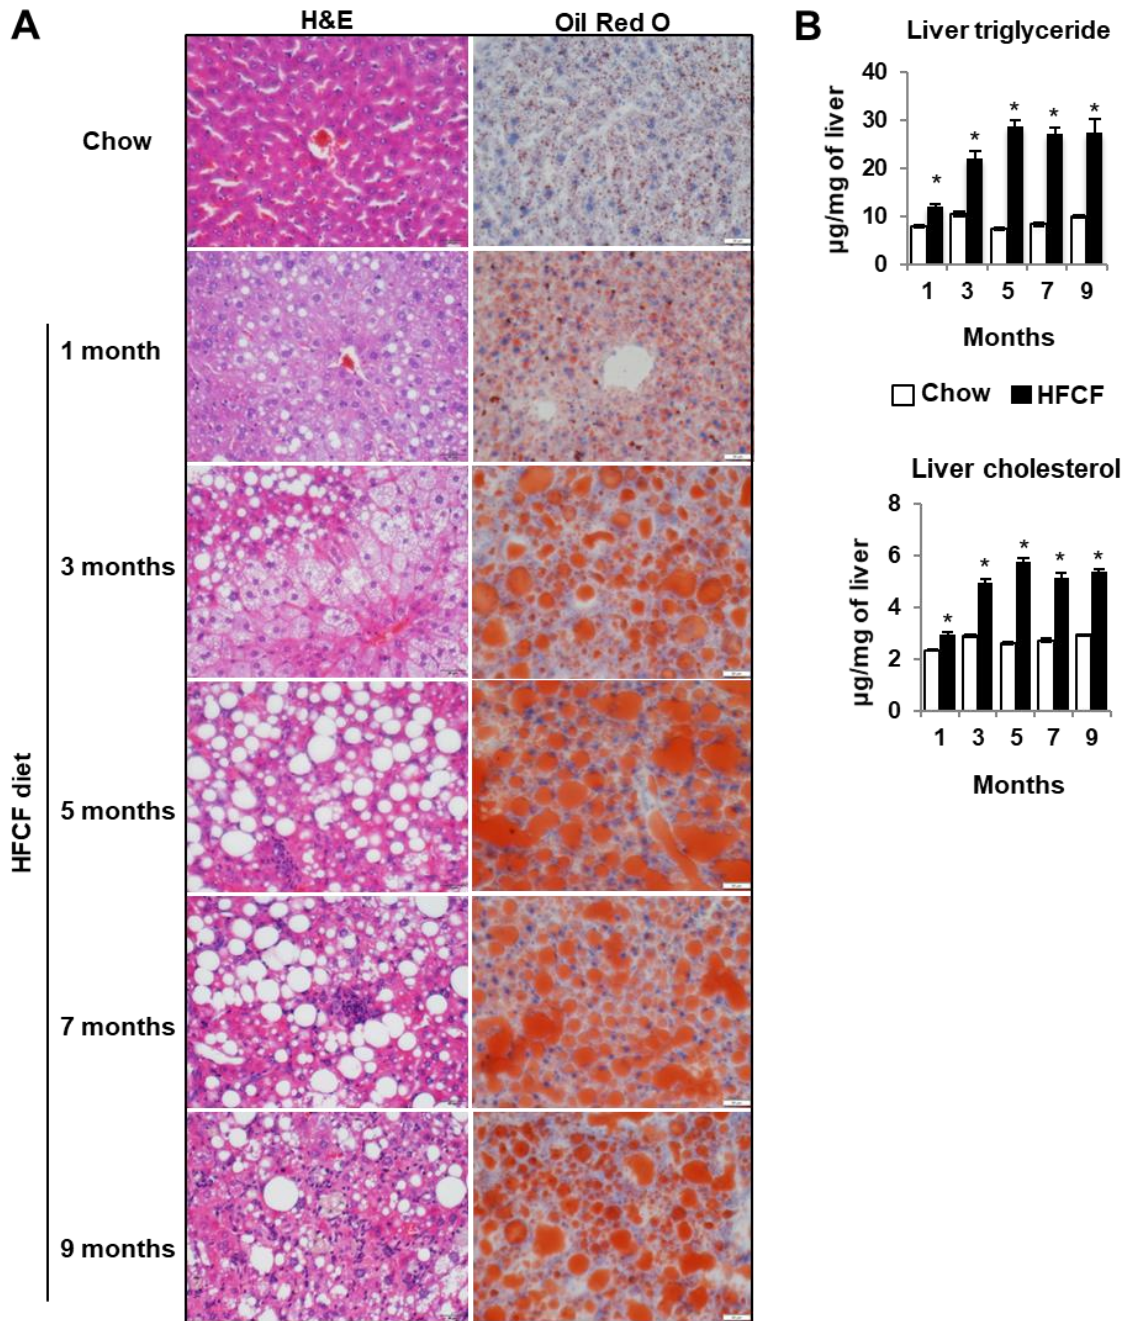 A
H&E
Oil Red O
Chow
1 month
3 months
5 months
7 months
9 months
HFCF diet
B
Liver triglyceride
µg/mg of liver
40
30
20
10
0
* * * * *
1 3 5 7 9
Months
Chow HFCF
Liver cholesterol
µg/mg of liver
8
6
4
2
0
* * * * *
1 3 5 7 9
Months